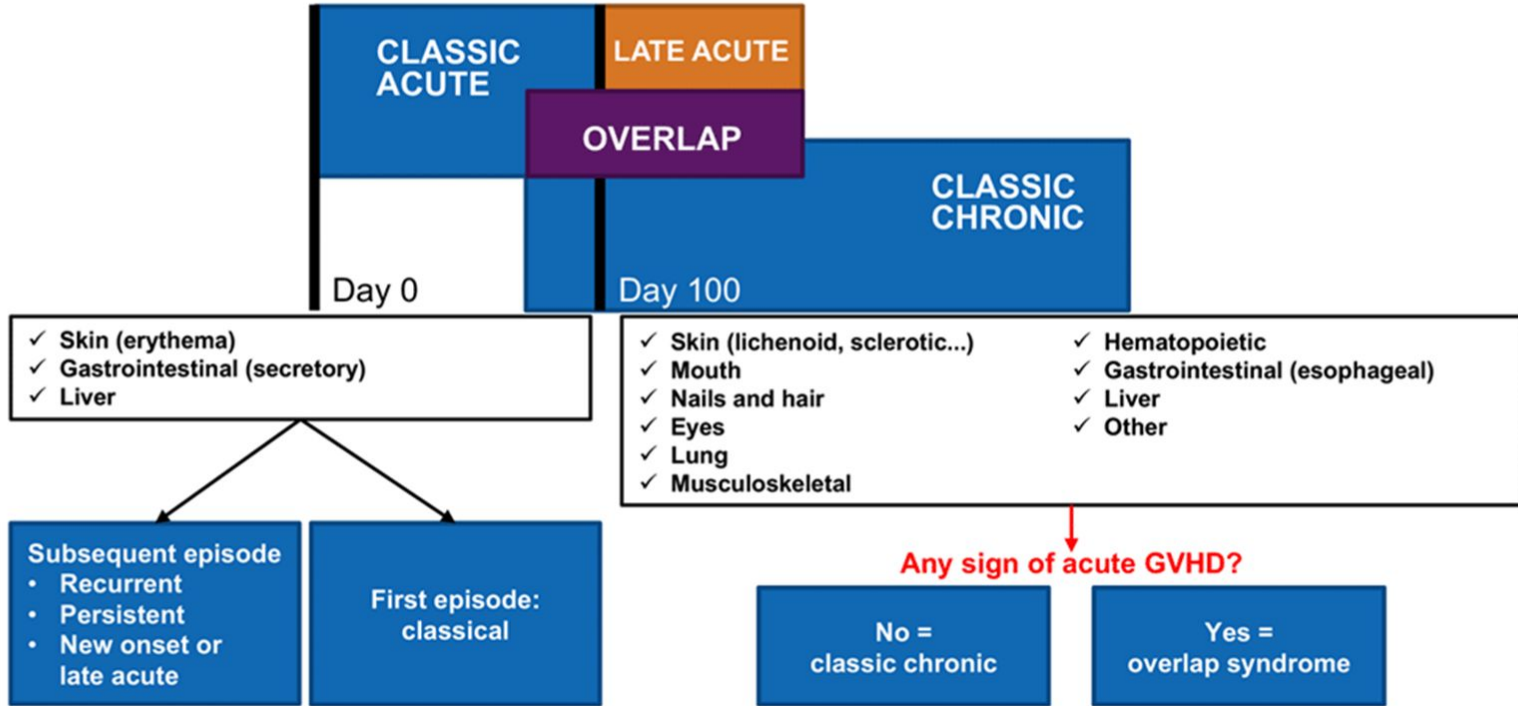 CLASSIC
ACUTE
LATE ACUTE
OVERLAP
CLASSIC
CHRONIC
Day 0
Day 100
✓ Skin (erythema)
✓ Gastrointestinal (secretory)
✓ Liver
✓ Skin (lichenoid, sclerotic...)
✓ Mouth
✓ Nails and hair
✓ Eyes
✓ Lung
✓ Musculoskeletal
✓ Hematopoietic
✓ Gastrointestinal (esophageal)
✓ Liver
✓ Other
Subsequent episode
• Recurrent
• Persistent
• New onset or
late acute
First episode:
classical
Any sign of acute GVHD?
No =
classic chronic
Yes =
overlap syndrome